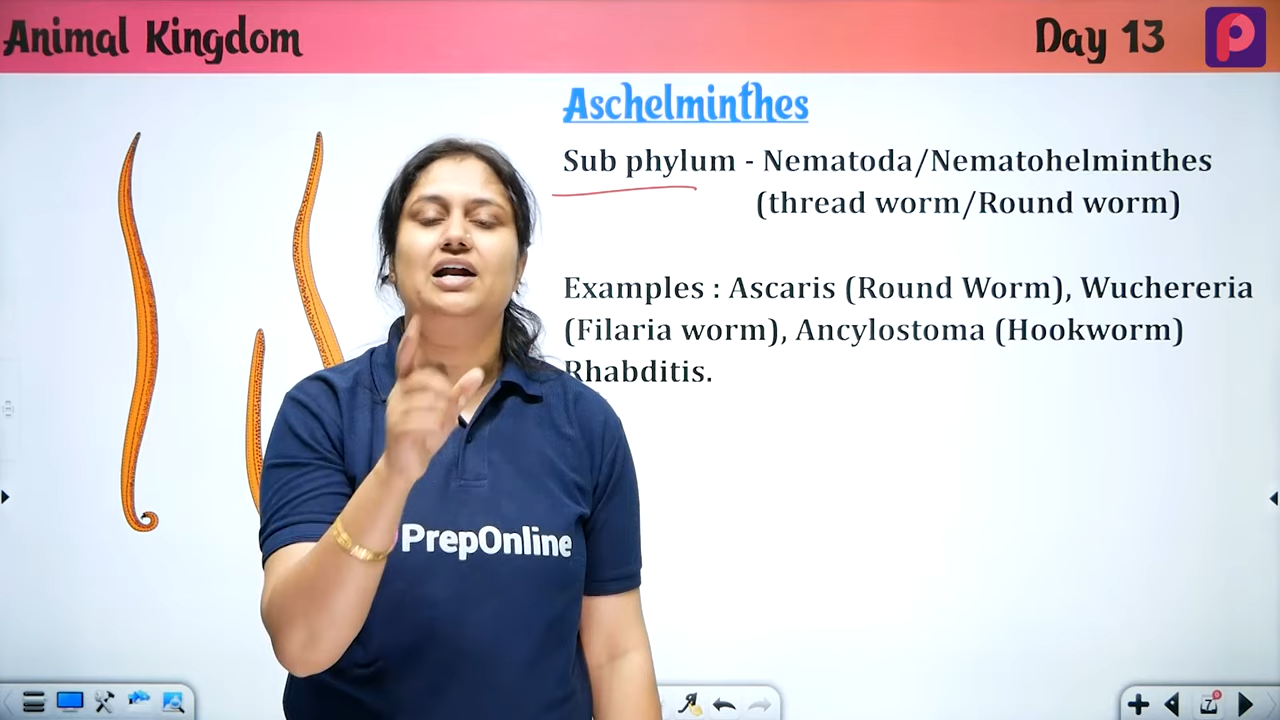 Animal Kingdom
Day 13
Aschelminthes
Sub phylum - Nematoda/Nematohelminthes
(thread worm/Round worm)
Examples : Ascaris (Round Worm), Wuchereria
(Filaria worm), Ancylostoma (Hookworm)
Rhabditis.
PrepOnline